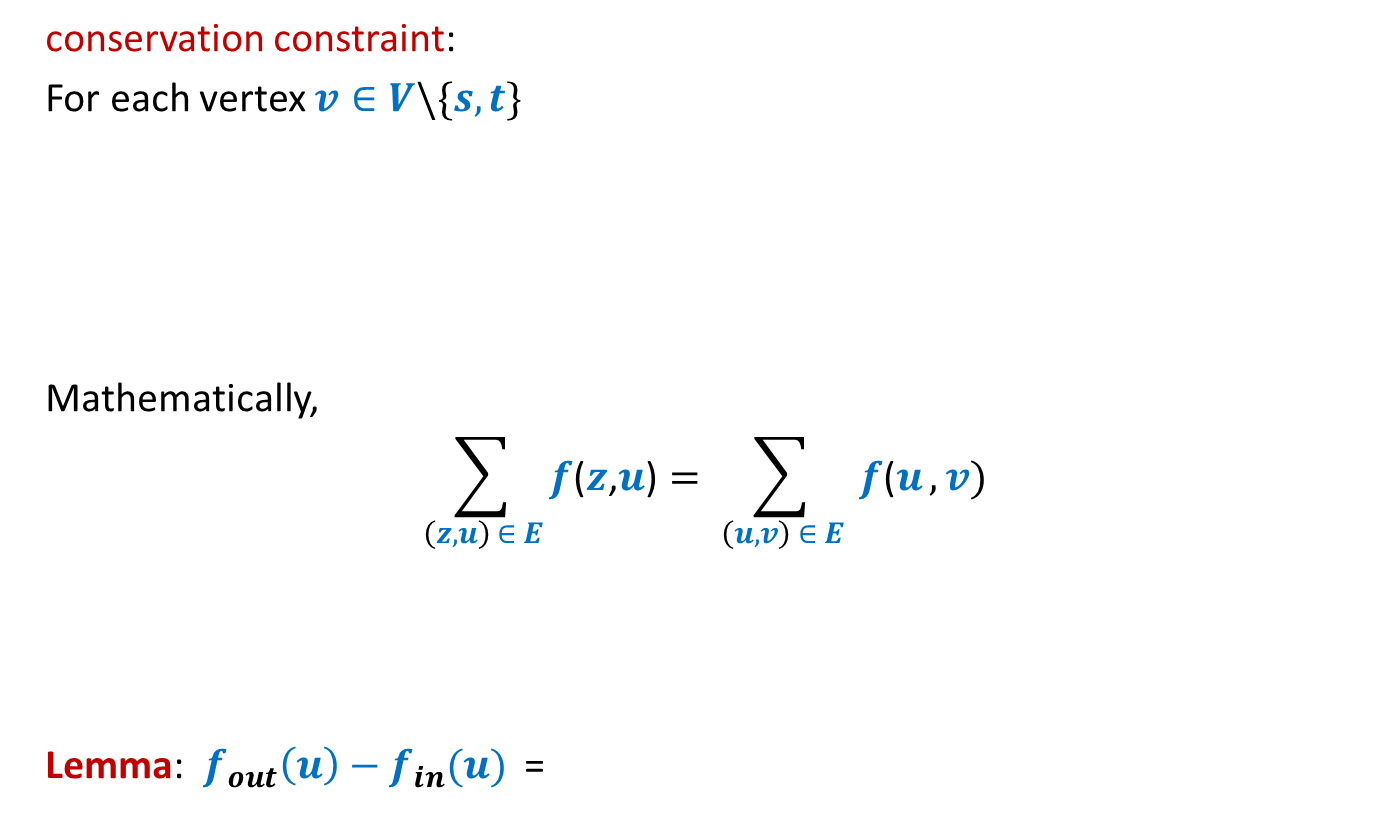 conservation constraint:
For each vertex v ∈ V\{s, t}
Mathematically,
∑ f(z,u) = ∑ f(u, v)
(z,u) ∈ E (u,v) ∈ E
Lemma: f_out(u) − f_in(u) =